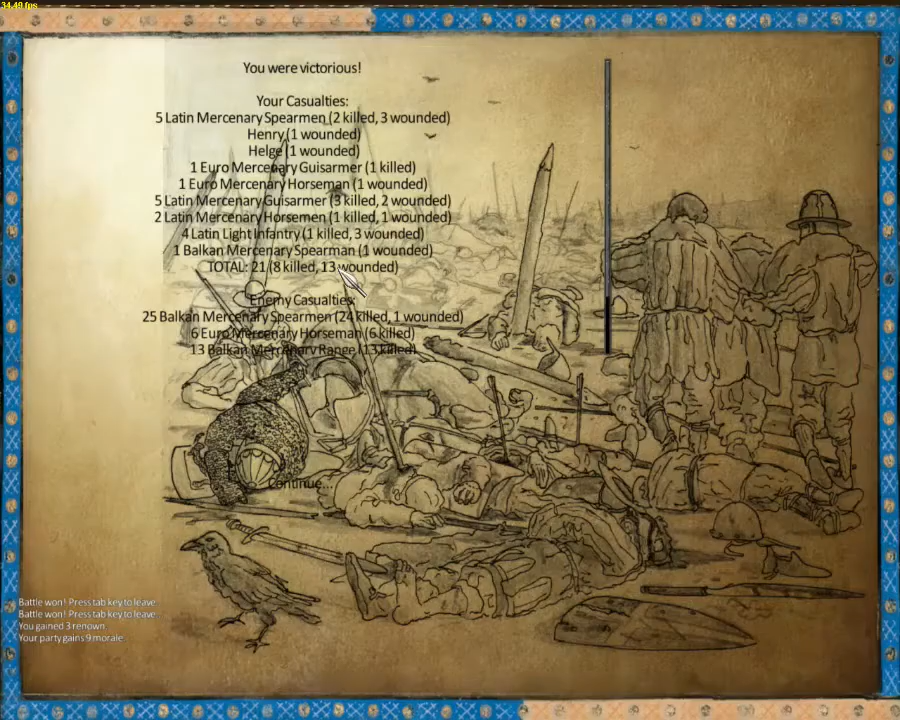 34.49 fps
You were victorious!
Your Casualties:
5 Latin Mercenary Spearmen (2 killed, 3 wounded)
Henry (1 wounded)
Helge (1 wounded)
1 Euro Mercenary Guisarmer (1 killed)
1 Euro Mercenary Horseman (1 wounded)
5 Latin Mercenary Guisarmer (3 killed, 2 wounded)
2 Latin Mercenary Horsemen (1 killed, 1 wounded)
4 Latin Light Infantry (1 killed, 3 wounded)
1 Balkan Mercenary Spearman (1 wounded)
TOTAL: 21 (8 killed, 13 wounded)
Enemy Casualties:
25 Balkan Mercenary Spearmen (24 killed, 1 wounded)
6 Euro Mercenary Horseman (6 killed)
13 Balkan Mercenary Range (13 killed)
Continue...
Battle won! Press tab key to leave.
Battle won! Press tab key to leave..
You gained 3 renown.
Your party gains 9 morale.